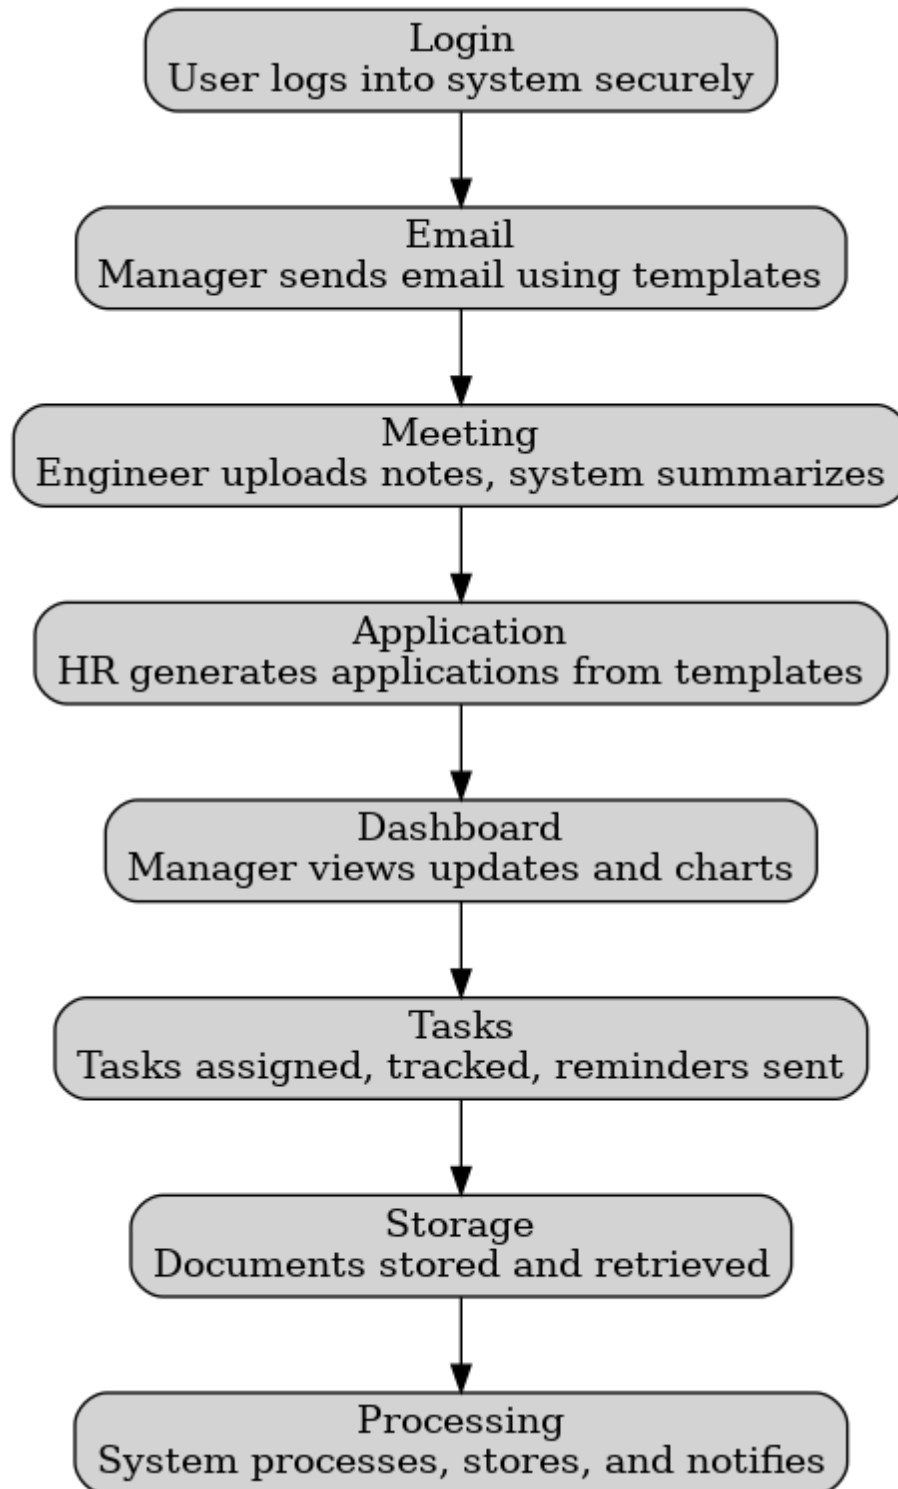 Login
User logs into system securely
Email
Manager sends email using templates
Meeting
Engineer uploads notes, system summarizes
Application
HR generates applications from templates
Dashboard
Manager views updates and charts
Tasks
Tasks assigned, tracked, reminders sent
Storage
Documents stored and retrieved
Processing
System processes, stores, and notifies